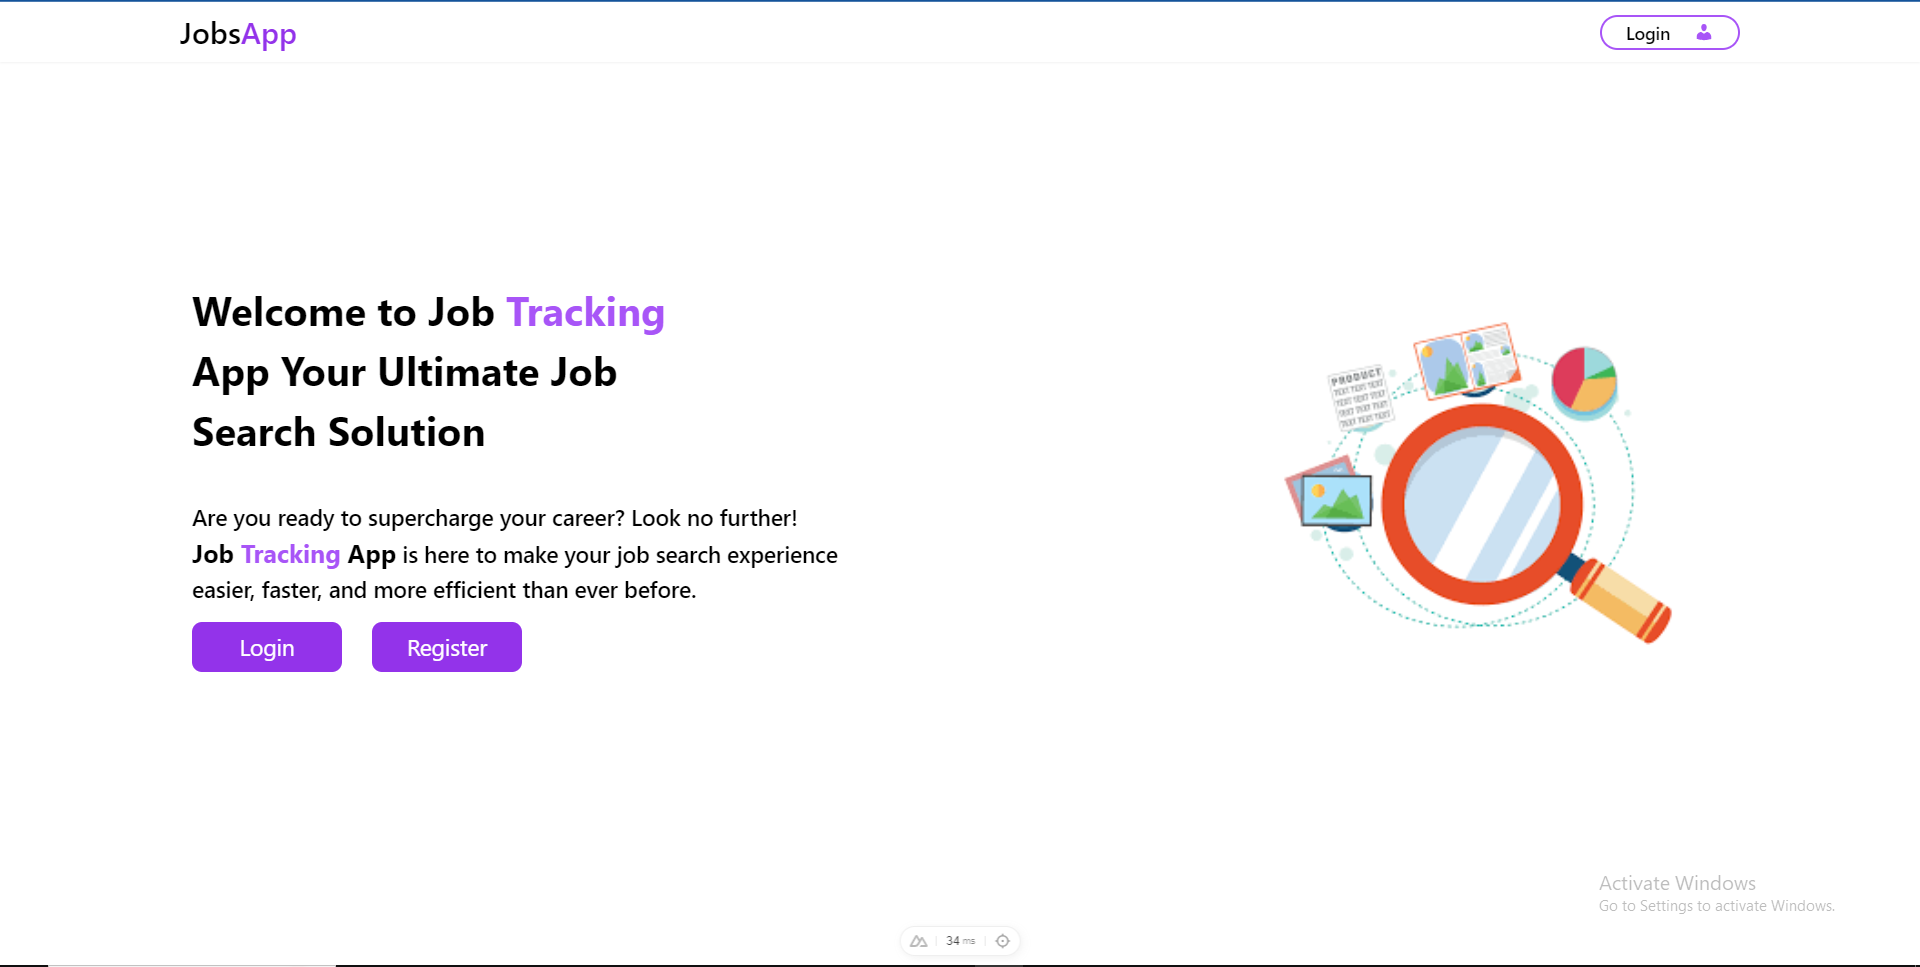 JobsApp
Login
Welcome to Job Tracking
App Your Ultimate Job
Search Solution
Are you ready to supercharge your career? Look no further!
Job Tracking App is here to make your job search experience
easier, faster, and more efficient than ever before.
Login
Register
PRODUCT
TEXT TEXT TEXT
TEXT TEXT TEXT
TEXT TEXT TEXT
TEXT TEXT TEXT
TEXT TEXT TEXT
Activate Windows
Go to Settings to activate Windows.
34 ms